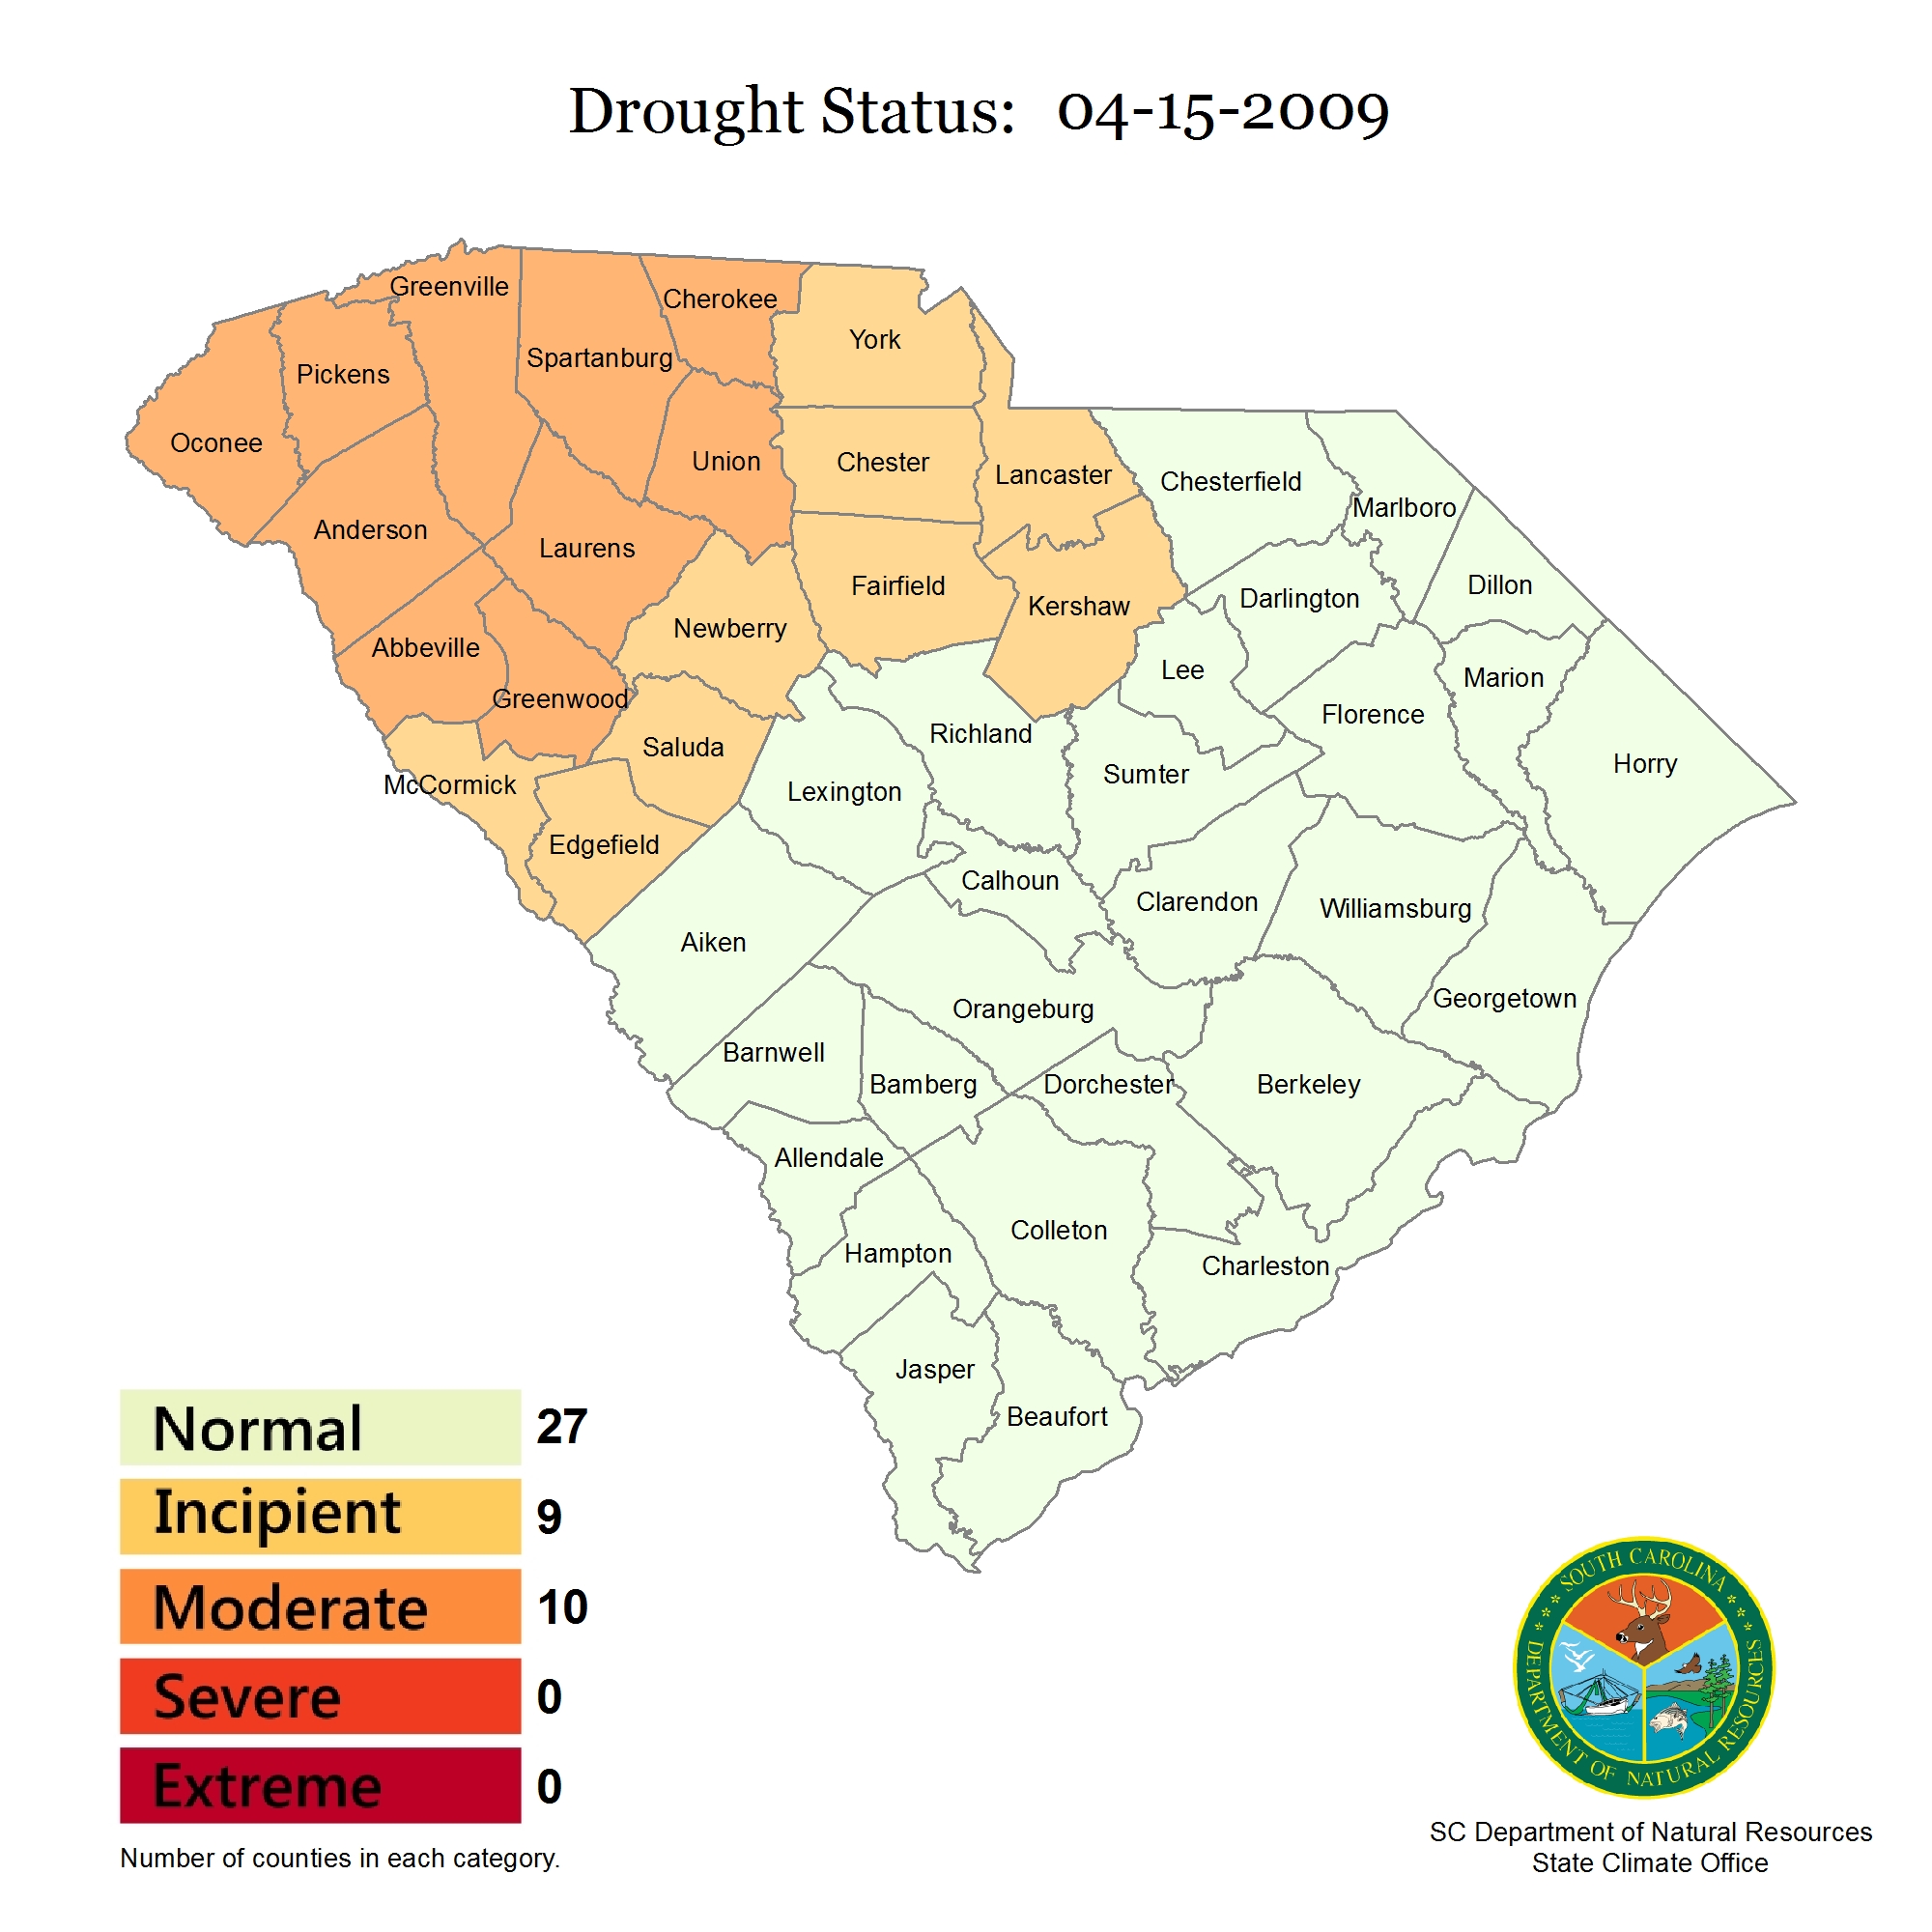 Drought Status: 04-15-2009
Greenville
Cherokee
York
Spartanburg
Pickens
Oconee
Union
Chester
Lancaster
Chesterfield
Marlboro
Anderson
Laurens
Fairfield
Kershaw
Darlington
Dillon
Newberry
Abbeville
Greenwood
Lee
Marion
Florence
Richland
Saluda
Horry
Sumter
McCormick
Lexington
Edgefield
Calhoun
Clarendon
Williamsburg
Aiken
Georgetown
Orangeburg
Barnwell
Bamberg
Dorchester
Berkeley
Allendale
Colleton
Hampton
Charleston
Jasper
Beaufort
Normal 27
Incipient 9
Moderate 10
Severe 0
Extreme 0
Number of counties in each category.
SOUTH CAROLINA
DEPARTMENT OF NATURAL RESOURCES
SC Department of Natural Resources
State Climate Office